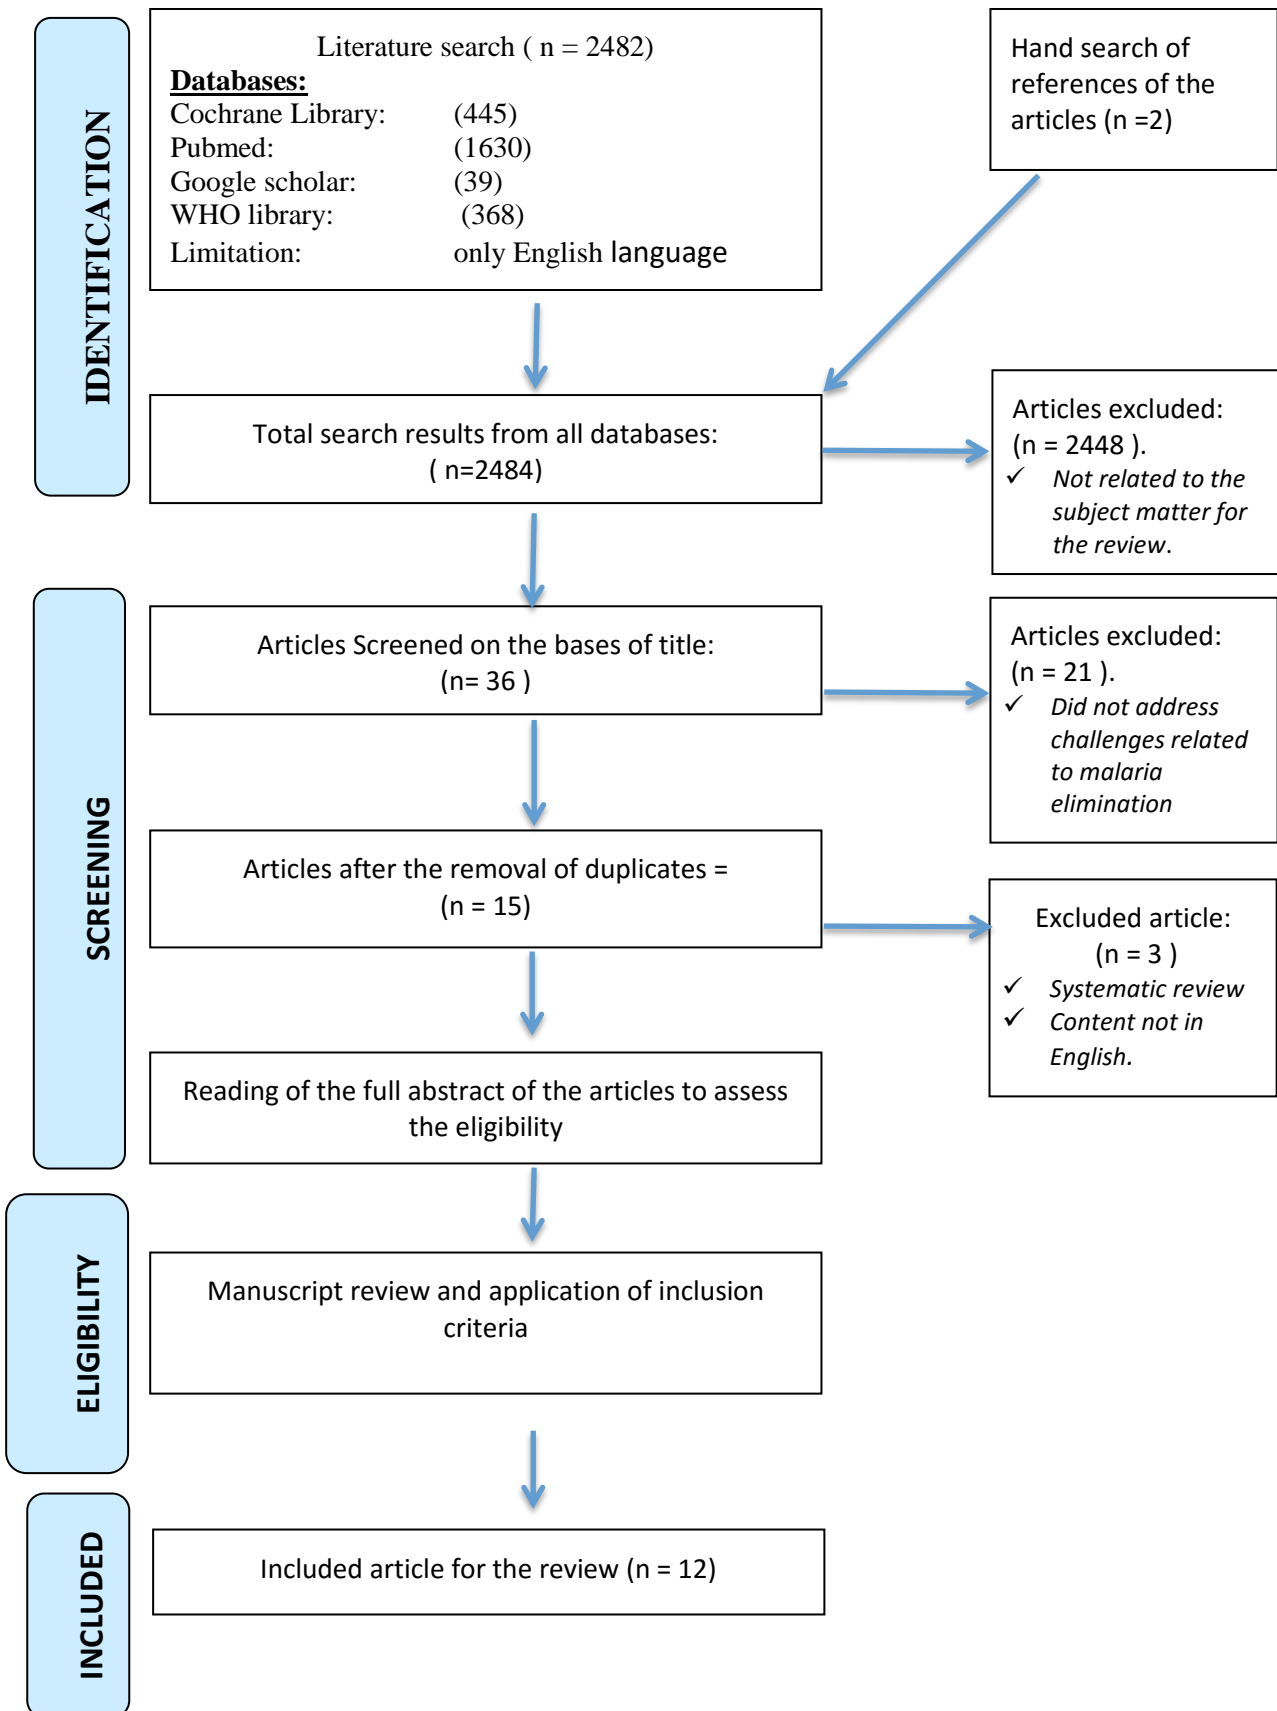 IDENTIFICATION
Literature search ( n = 2482)
Databases:
Cochrane Library: (445)
Pubmed: (1630)
Google scholar: (39)
WHO library: (368)
Limitation: only English language
Hand search of
references of the
articles (n =2)
Total search results from all databases:
( n=2484)
Articles excluded:
(n = 2448 ).
✓ Not related to the
subject matter for
the review.
SCREENING
Articles Screened on the bases of title:
(n= 36 )
Articles excluded:
(n = 21 ).
✓ Did not address
challenges related
to malaria
elimination
Articles after the removal of duplicates =
(n = 15)
Excluded article:
(n = 3 )
✓ Systematic review
✓ Content not in
English.
Reading of the full abstract of the articles to assess
the eligibility
ELIGIBILITY
Manuscript review and application of inclusion
criteria
INCLUDED
Included article for the review (n = 12)